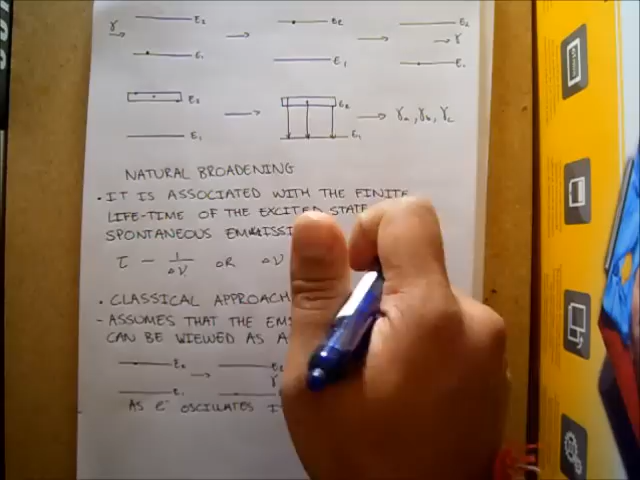 γ → E₂ → E₂ → E₂
→ γ
E₁ E₁ E₁
E₂ → E₂ → γₐ, γ_b, γ_c
E₁ E₁
NATURAL BROADENING
• IT IS ASSOCIATED WITH THE FINITE
LIFE-TIME OF THE EXCITED STATE
SPONTANEOUS
τ – 1/Δν OR Δν
• CLASSICAL APPROACH
– ASSUMES THAT THE
CAN BE VIEWED AS A
E₂ →
E₁ γ
AS e⁻ OSCILLATES